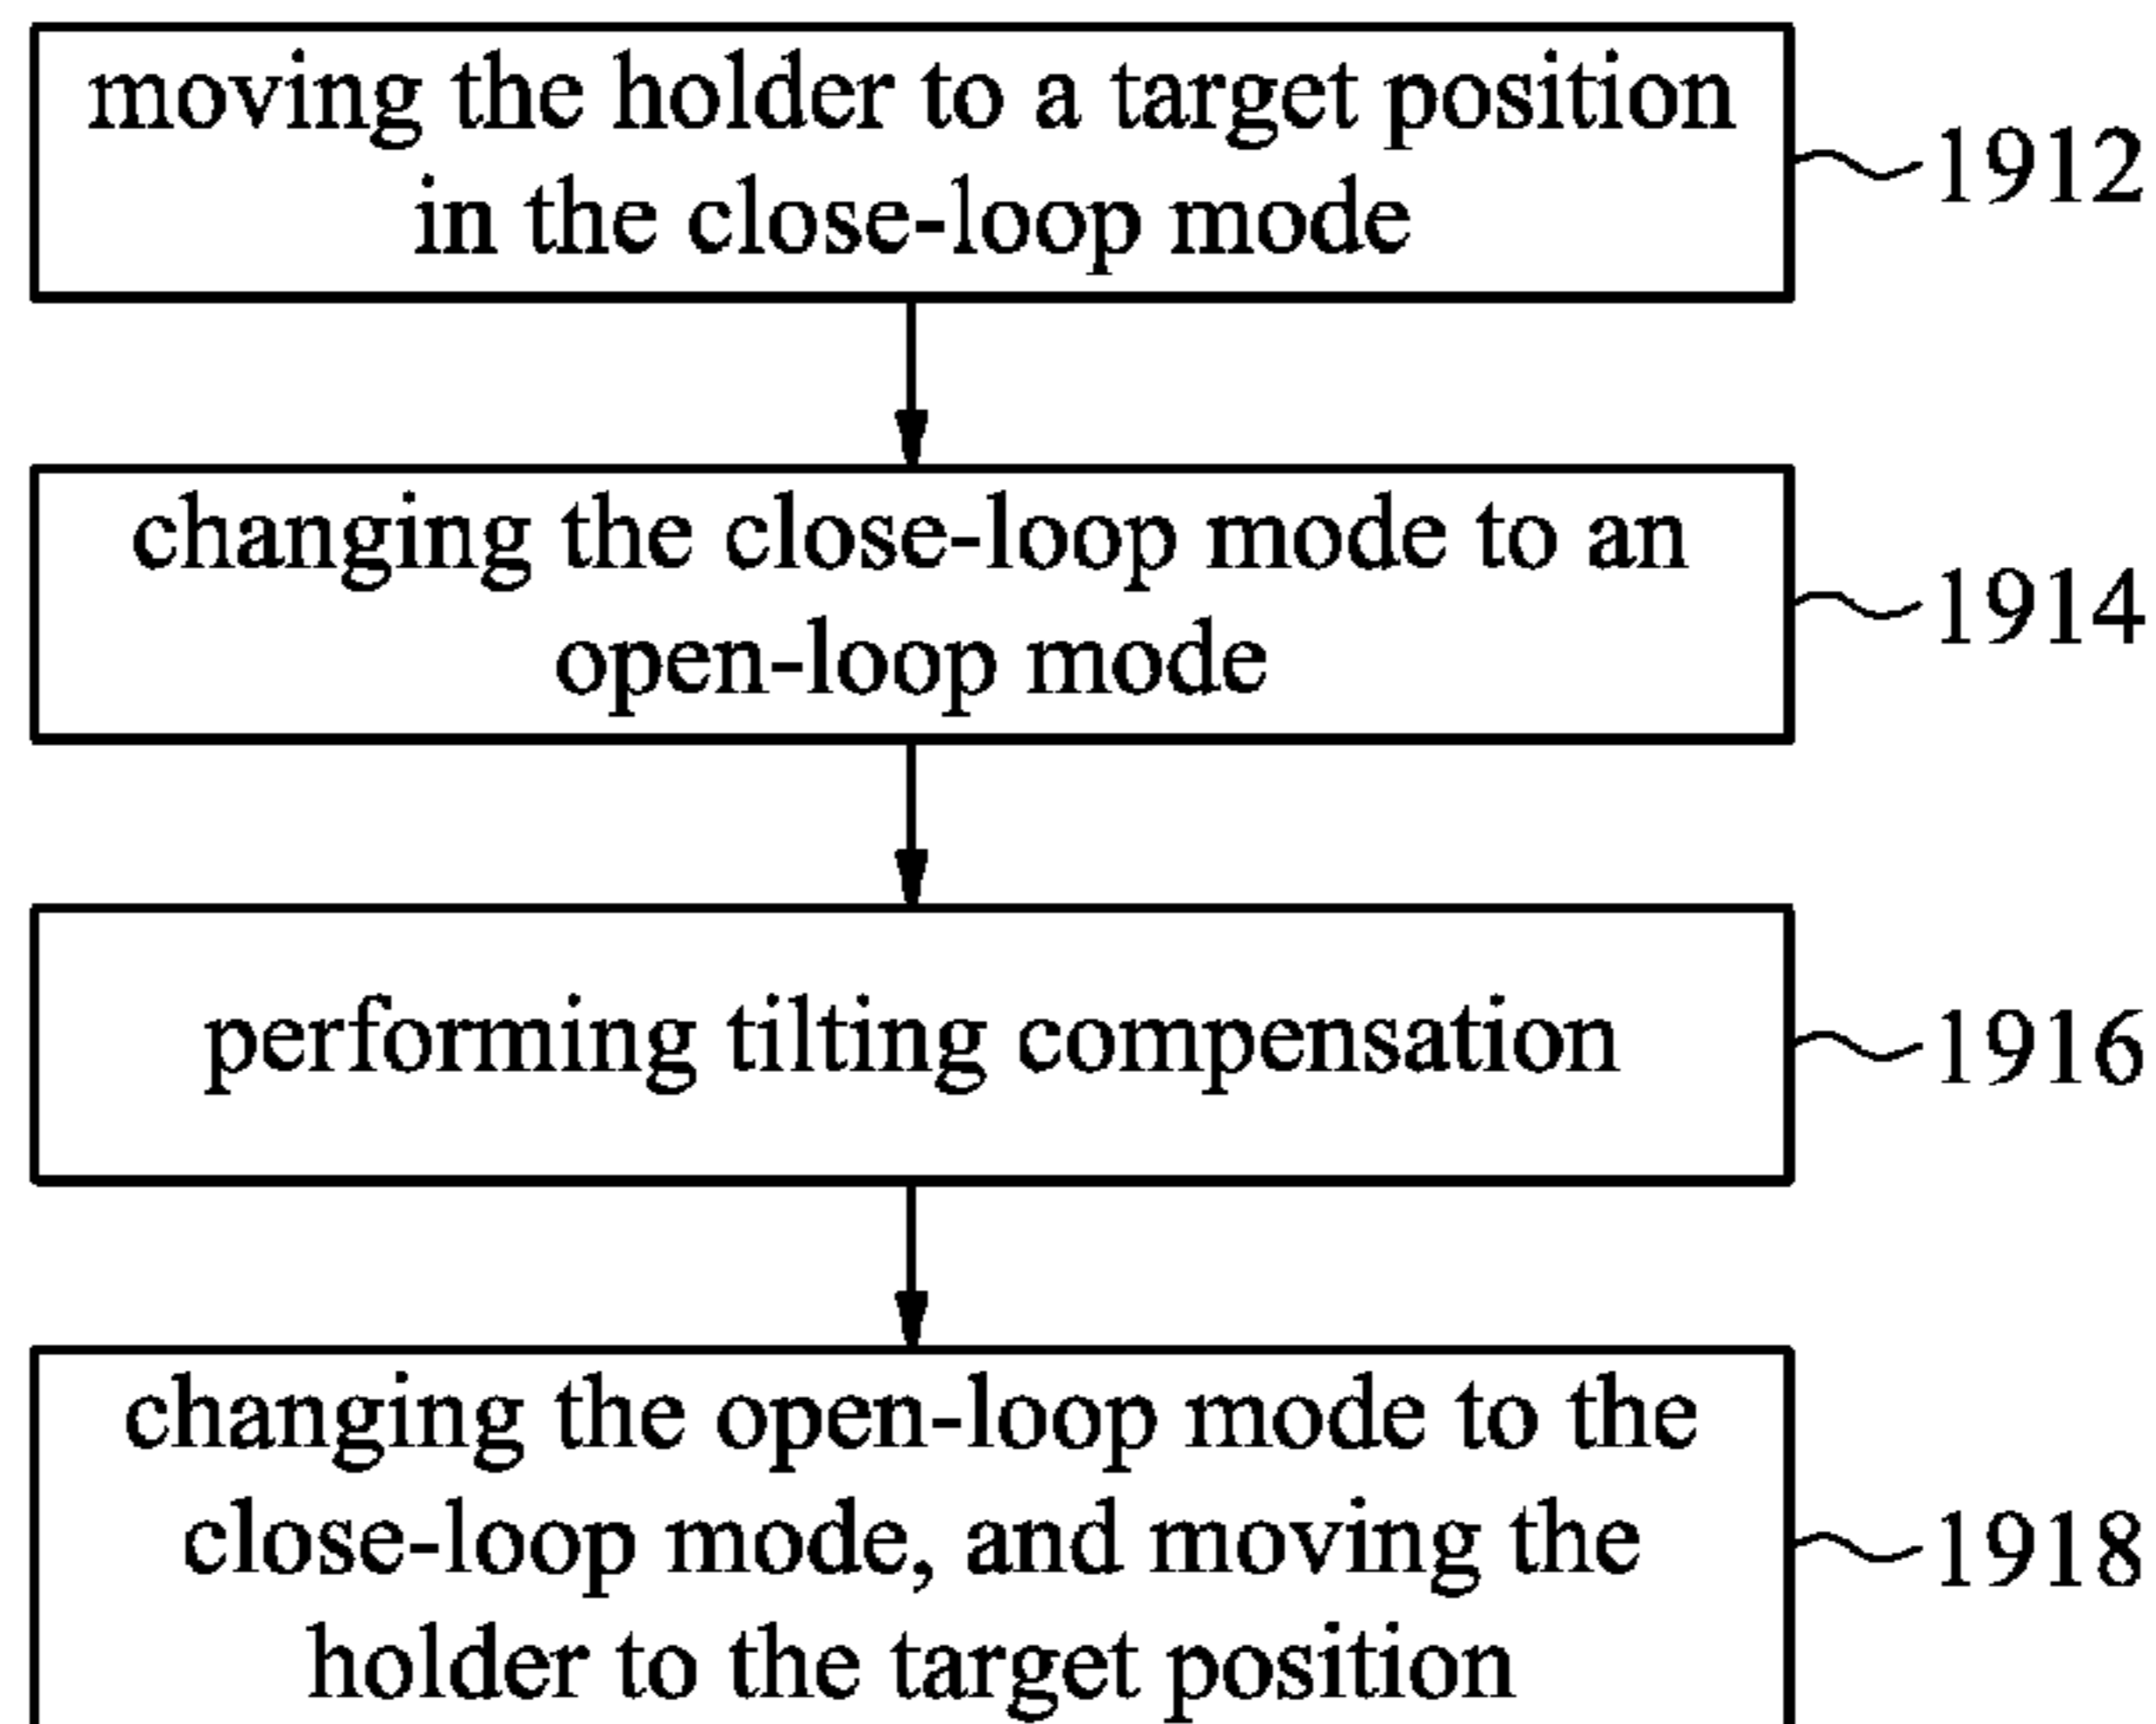 moving the holder to a target position
in the close-loop mode
1912
changing the close-loop mode to an
open-loop mode
1914
performing tilting compensation
1916
changing the open-loop mode to the
close-loop mode, and moving the
holder to the target position
1918